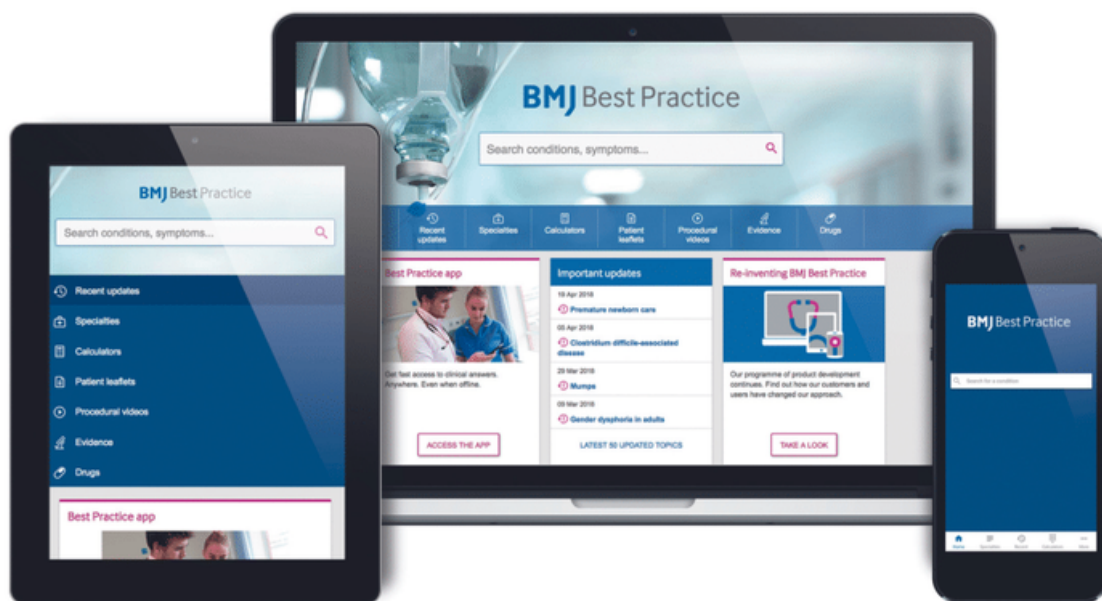 BMJ Best Practice
Search conditions, symptoms...
Recent updates
Specialties
Calculators
Patient leaflets
Procedural videos
Evidence
Drugs
Best Practice app
BMJ Best Practice
Search conditions, symptoms...
Recent
updates
Specialties
Calculators
Patient
leaflets
Procedural
videos
Evidence
Drugs
Best Practice app
Get fast access to clinical answers.
Anywhere. Even when offline.
ACCESS THE APP
Important updates
19 Apr 2018
Premature newborn care
05 Apr 2018
Clostridium difficile-associated
disease
29 Mar 2018
Mumps
09 Mar 2018
Gender dysphoria in adults
LATEST 50 UPDATED TOPICS
Re-inventing BMJ Best Practice
Our programme of product development
continues. Find out how our customers and
users have changed our approach.
TAKE A LOOK
BMJ Best Practice
Search for a condition
Home
Specialties
Recent
Calculators
More